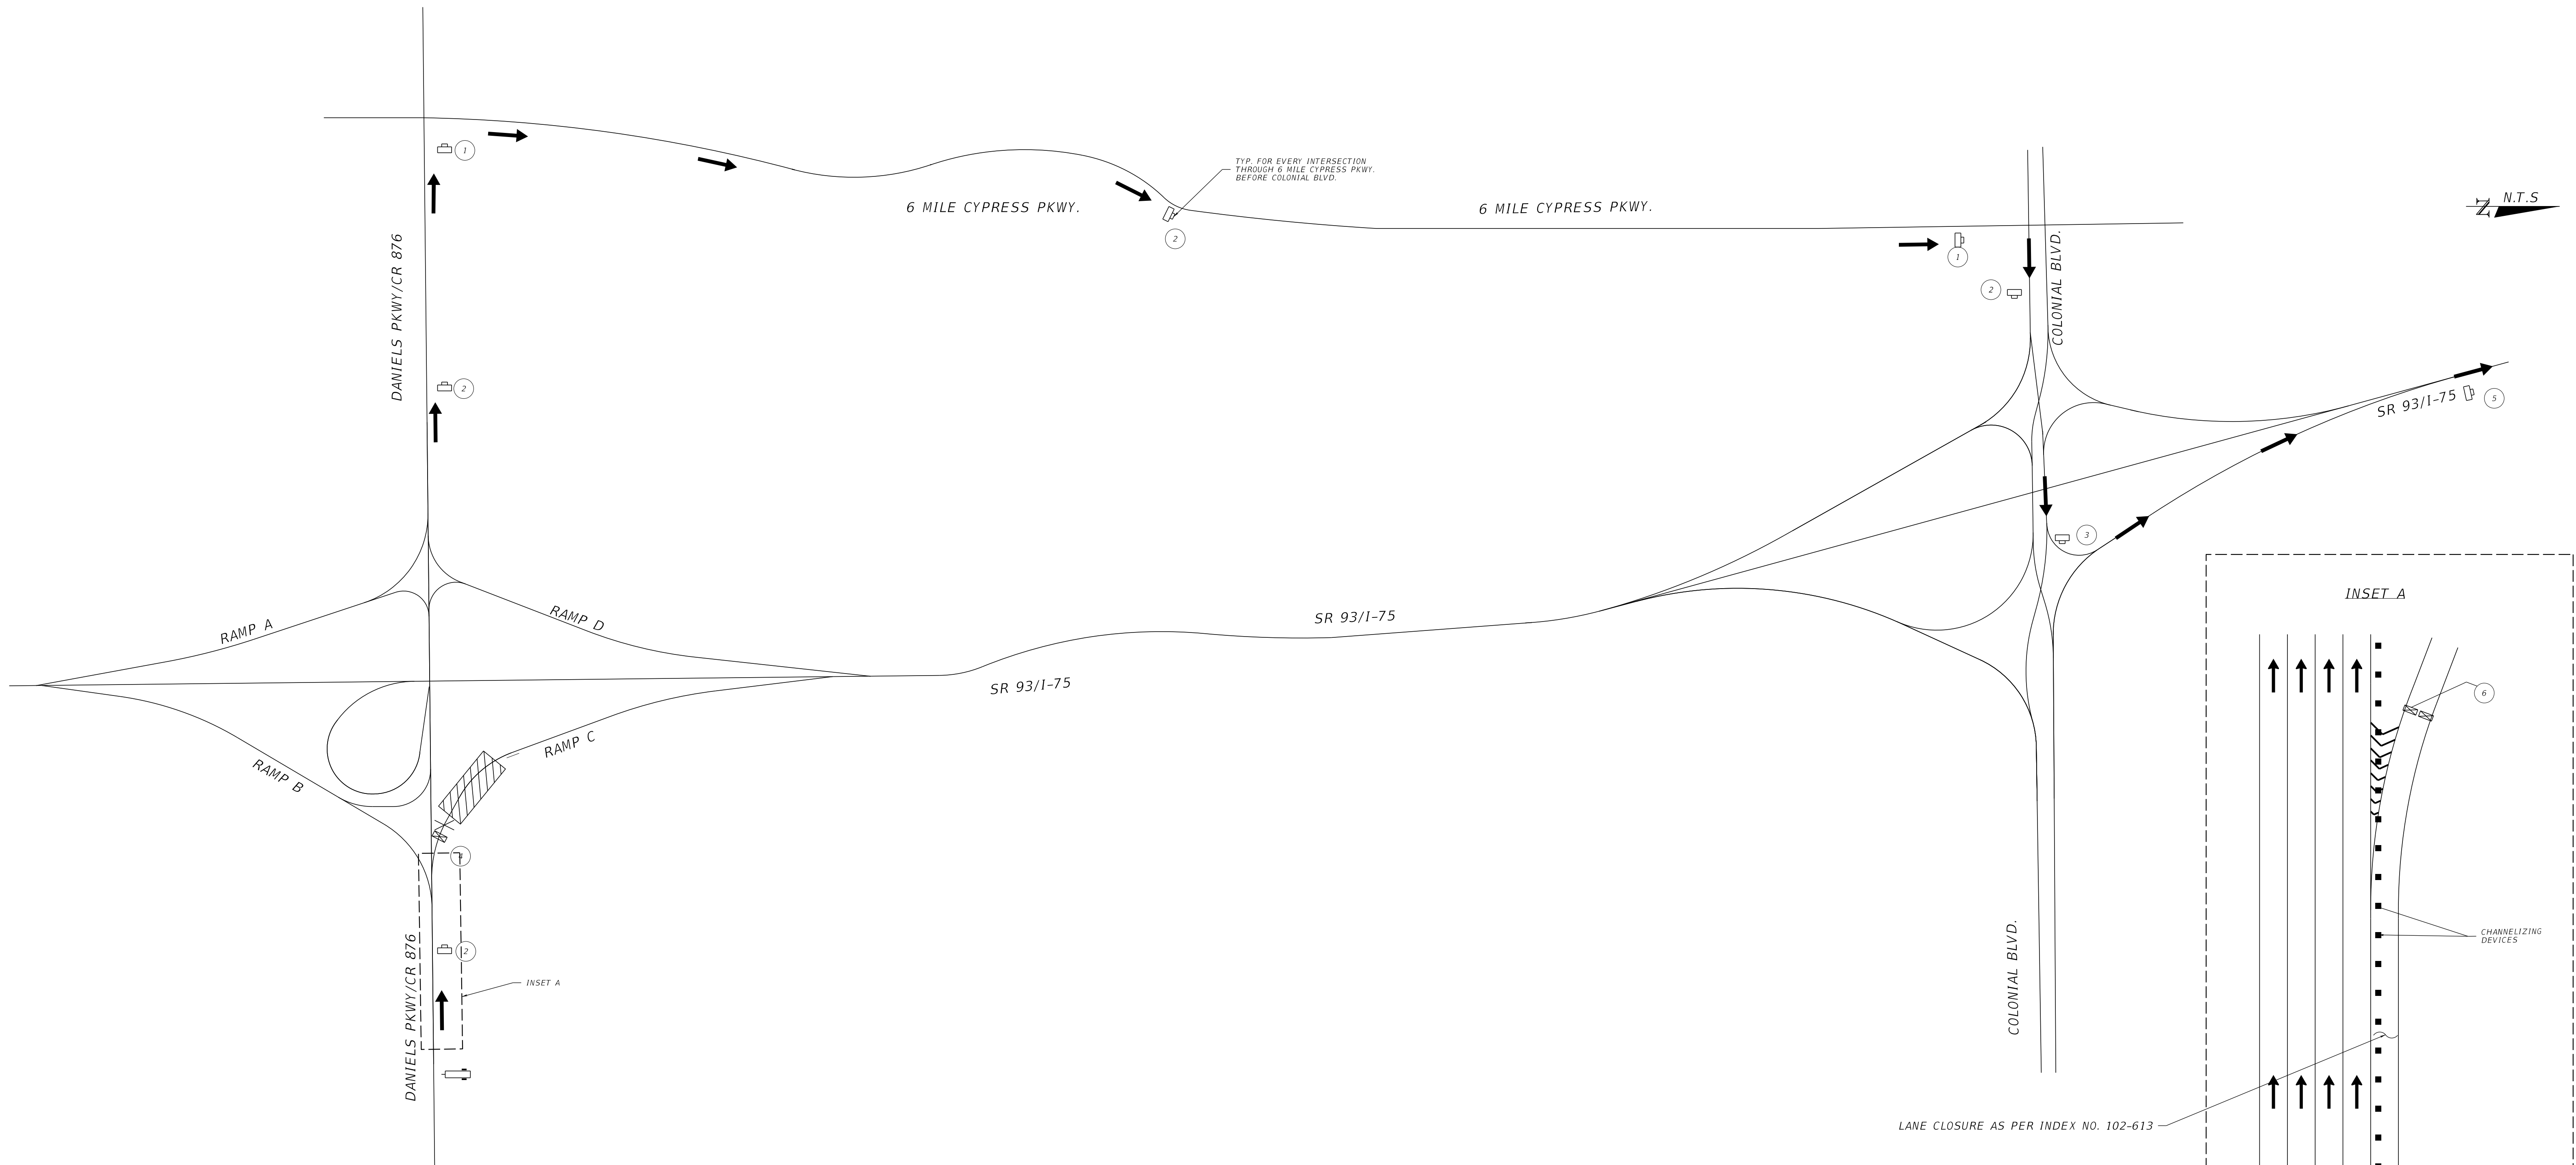 1
TYP. FOR EVERY INTERSECTION
THROUGH 6 MILE CYPRESS PKWY.
BEFORE COLONIAL BLVD.
6 MILE CYPRESS PKWY.
2
6 MILE CYPRESS PKWY.
1
2
COLONIAL BLVD.
N
N.T.S
DANIELS PKWY/CR 876
2
SR 93/I-75
5
3
RAMP A
RAMP D
SR 93/I-75
SR 93/I-75
RAMP B
RAMP C
4
DANIELS PKWY/CR 876
2
INSET A
COLONIAL BLVD.
INSET A
6
CHANNELIZING
DEVICES
LANE CLOSURE AS PER INDEX NO. 102-613